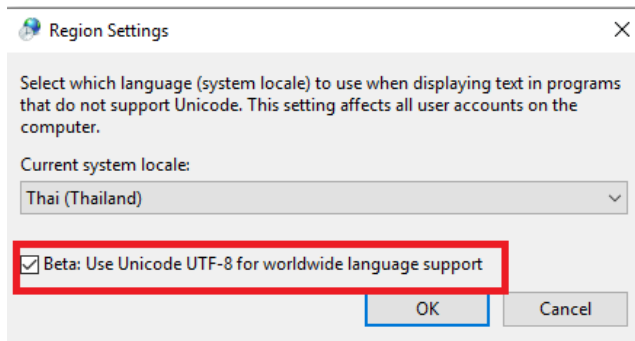 Region Settings
Select which language (system locale) to use when displaying text in programs
that do not support Unicode. This setting affects all user accounts on the
computer.
Current system locale:
Thai (Thailand)
Beta: Use Unicode UTF-8 for worldwide language support
OK Cancel